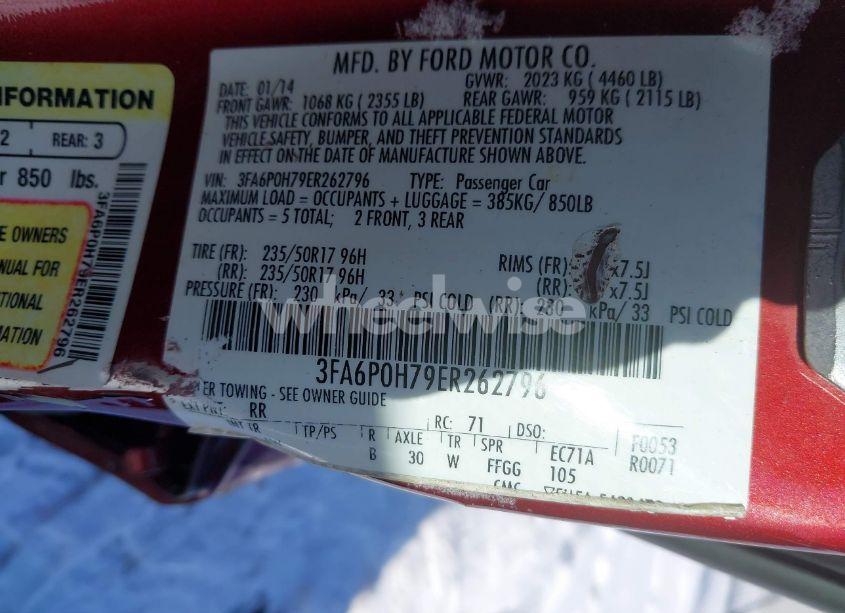 INFORMATION
2 REAR: 3
r 850 lbs.
E OWNERS
NUAL FOR
TIONAL
MATION
3FA6P0H79ER262796
MFD. BY FORD MOTOR CO.
DATE: 01/14 GVWR: 2023 KG ( 4460 LB)
FRONT GAWR: 1068 KG ( 2355 LB) REAR GAWR: 959 KG ( 2115 LB)
THIS VEHICLE CONFORMS TO ALL APPLICABLE FEDERAL MOTOR
VEHICLE SAFETY, BUMPER, AND THEFT PREVENTION STANDARDS
IN EFFECT ON THE DATE OF MANUFACTURE SHOWN ABOVE.
VIN: 3FA6P0H79ER262796 TYPE: Passenger Car
MAXIMUM LOAD = OCCUPANTS + LUGGAGE = 385KG/ 850LB
OCCUPANTS = 5 TOTAL; 2 FRONT, 3 REAR
TIRE (FR): 235/50R17 96H RIMS (FR): x7.5J
(RR): 235/50R17 96H (RR): x7.5J
PRESSURE (FR): 230 kPa/ 33 PSI COLD (RR): 230 kPa/ 33 PSI COLD
wheelwise
3FA6P0H79ER262796
ER TOWING - SEE OWNER GUIDE
EXT PNT: RR RC: 71 DSO:
INT TR TP/PS R AXLE TR SPR EC71A F0053
B 30 W FFGG 105 R0071